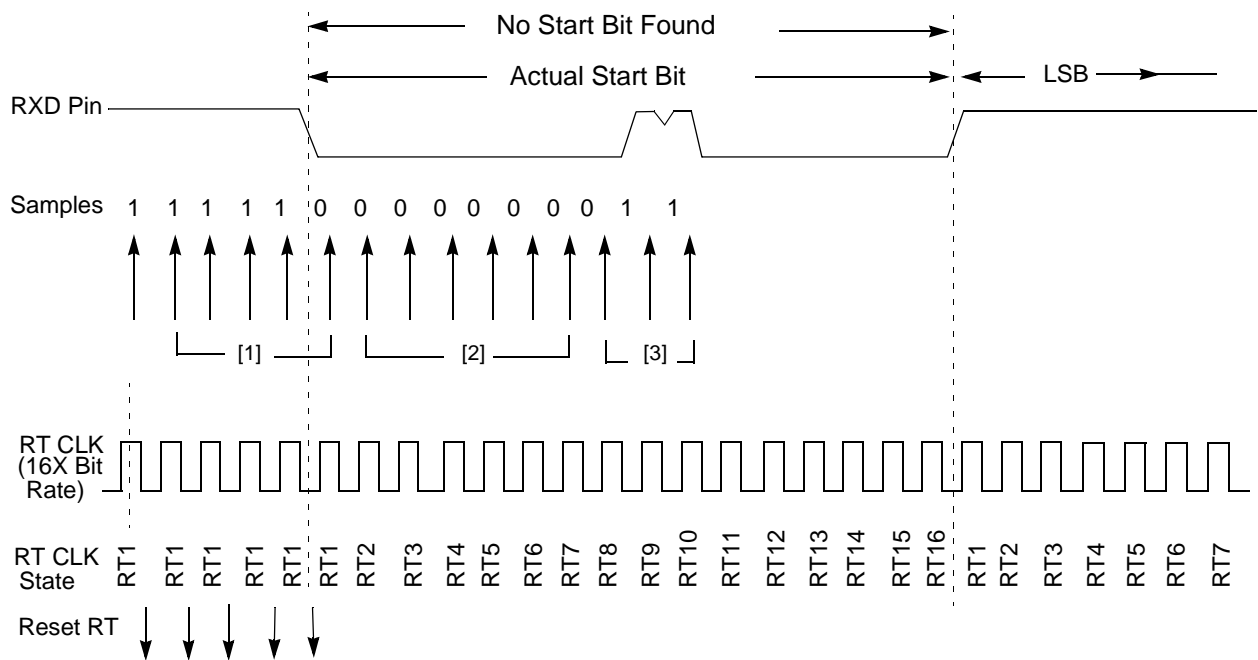 No Start Bit Found
Actual Start Bit
LSB
RXD Pin
Samples 1 1 1 1 1 0 0 0 0 0 0 0 0 1 1
[1] [2] [3]
RT CLK
(16X Bit
Rate)
RT CLK
State
RT1 RT1 RT1 RT1 RT1 RT1 RT2 RT3 RT4 RT5 RT6 RT7 RT8 RT9 RT10 RT11 RT12 RT13 RT14 RT15 RT16 RT1 RT2 RT3 RT4 RT5 RT6 RT7
Reset RT